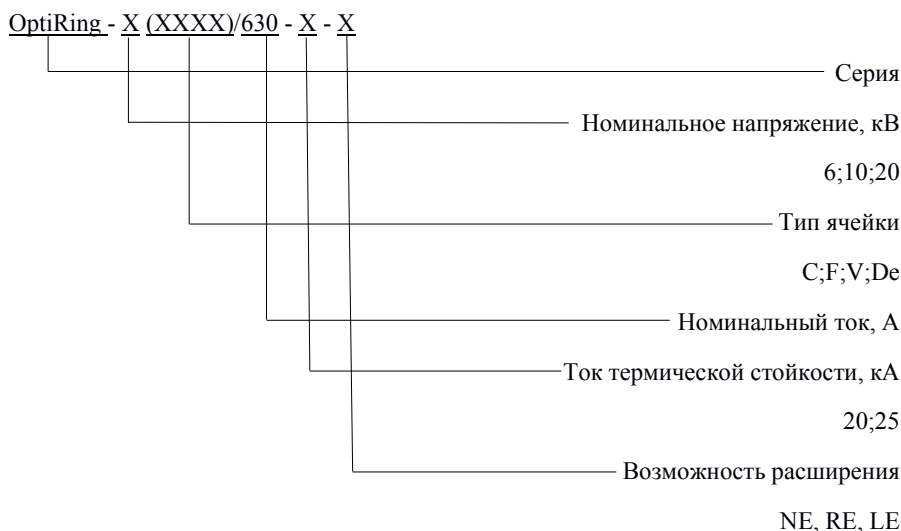 OptiRing - X (XXXX)/630 - X - X
Серия
Номинальное напряжение, кВ
6;10;20
Тип ячейки
C;F;V;De
Номинальный ток, А
Ток термической стойкости, кА
20;25
Возможность расширения
NE, RE, LE